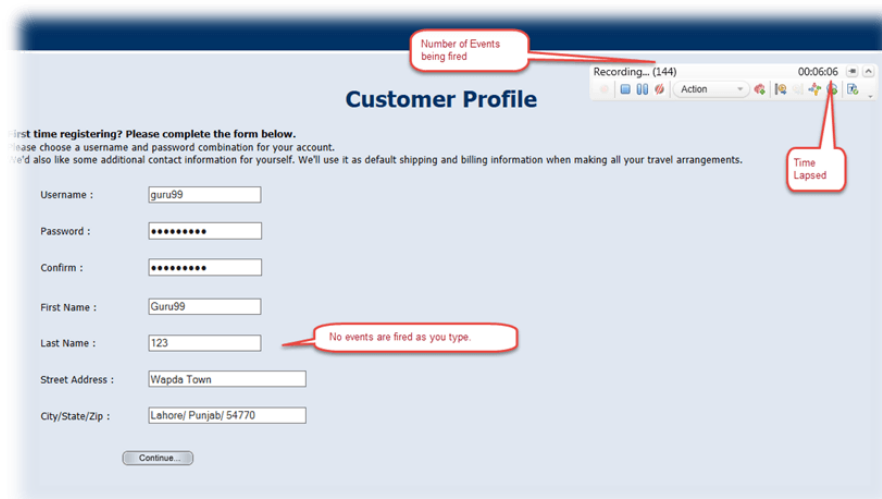 Number of Events
being fired
Recording... (144) 00:06:06
Action
Customer Profile
First time registering? Please complete the form below.
Please choose a username and password combination for your account.
We'd also like some additional contact information for yourself. We'll use it as default shipping and billing information when making all your travel arrangements.
Time
Lapsed
Username : guru99
Password : ●●●●●●●●●
Confirm : ●●●●●●●●●
First Name : Guru99
Last Name : 123
No events are fired as you type.
Street Address : Wapda Town
City/State/Zip : Lahore/ Punjab/ 54770
Continue...